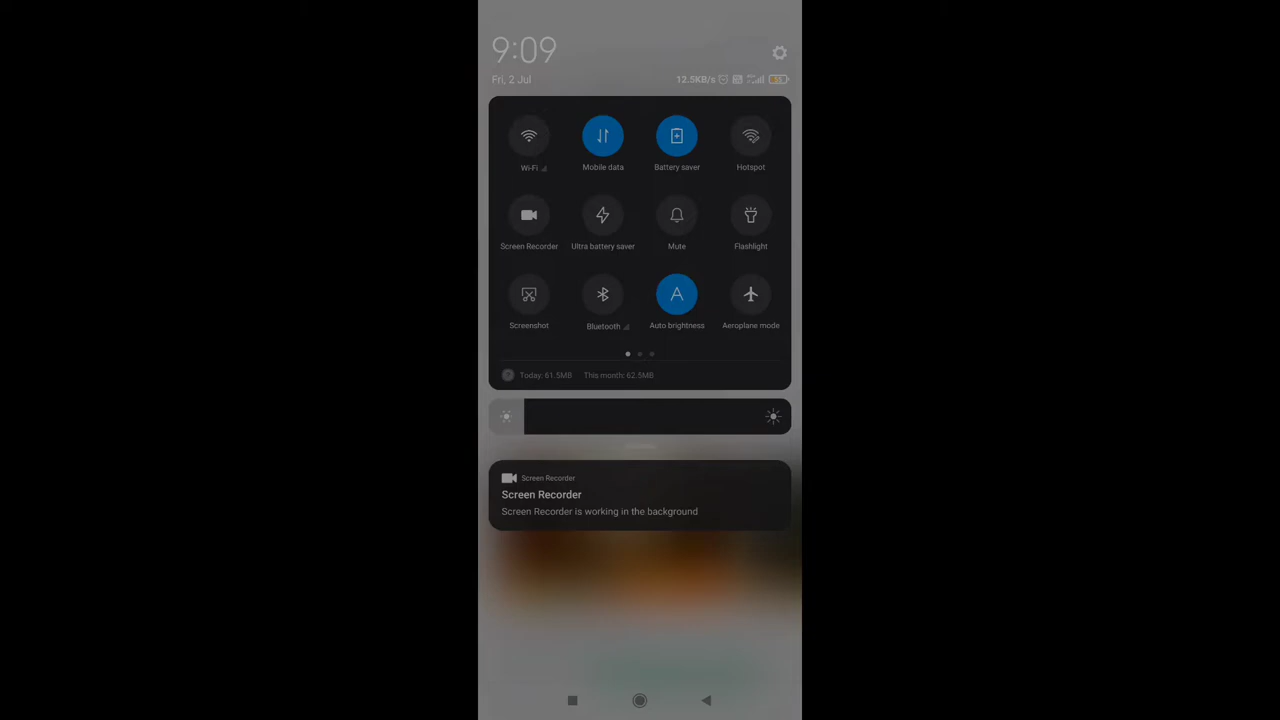 9:09
Fri, 2 Jul
12.5KB/s
Wi-Fi
Mobile data
Battery saver
Hotspot
Screen Recorder
Ultra battery saver
Mute
Flashlight
Screenshot
Bluetooth
A
Auto brightness
Aeroplane mode
Today: 61.5MB This month: 62.5MB
Screen Recorder
Screen Recorder
Screen Recorder is working in the background